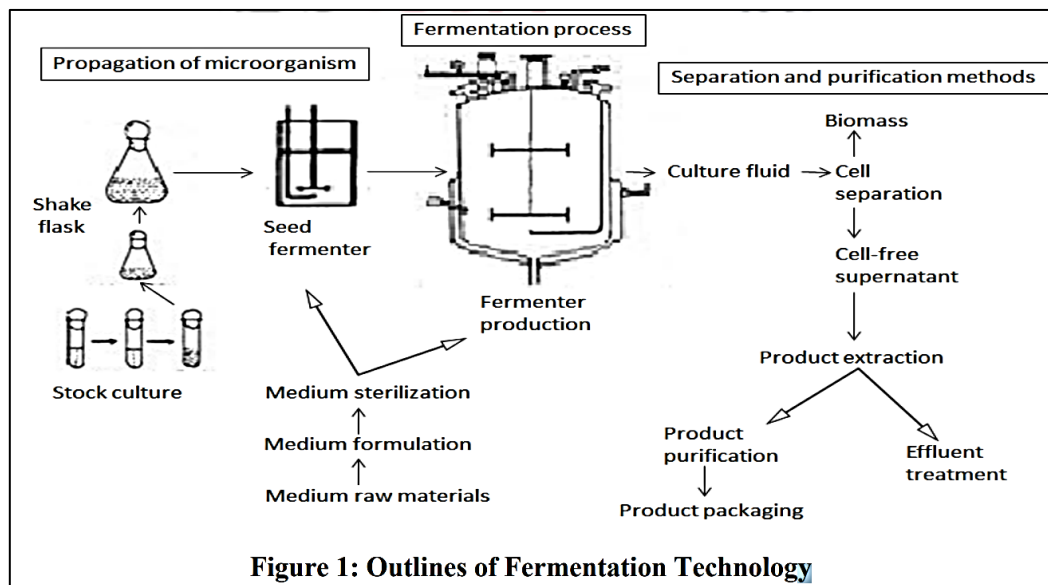 Fermentation process
Propagation of microorganism
Separation and purification methods
Shake
flask
Stock culture
Seed
fermenter
Medium sterilization
Medium formulation
Medium raw materials
Fermenter
production
Culture fluid
Biomass
Cell
separation
Cell-free
supernatant
Product extraction
Product
purification
Product packaging
Effluent
treatment
Figure 1: Outlines of Fermentation Technology